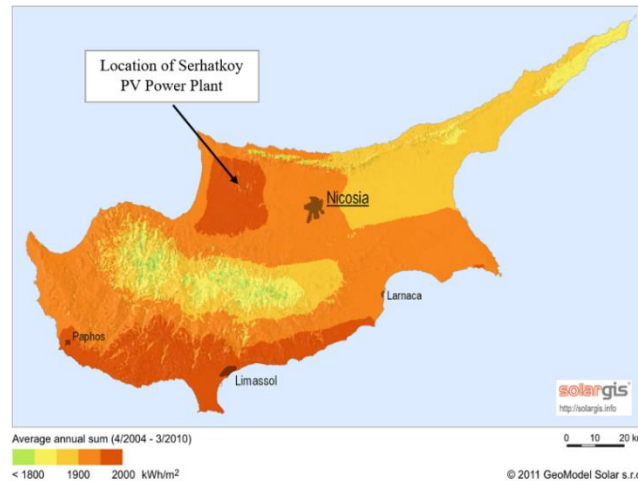 Location of Serhatkoy
PV Power Plant
Nicosia
Larnaca
Paphos
Limassol
solargis
http://solargis.info
Average annual sum (4/2004 - 3/2010)
0 10 20 km
< 1800 1900 2000 kWh/m²
© 2011 GeoModel Solar s.r.o.